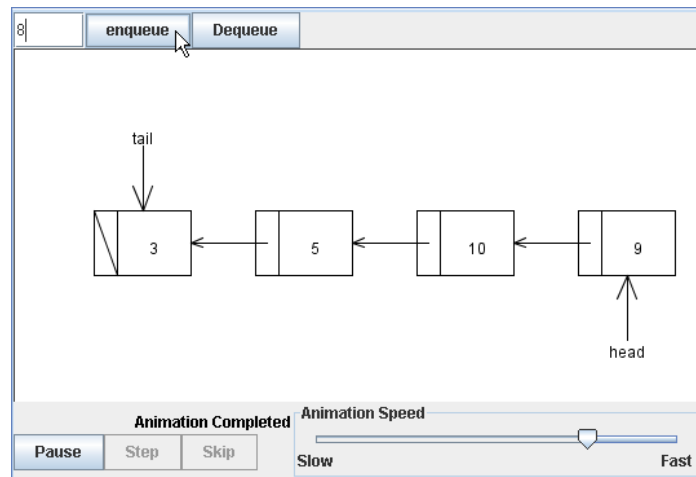 8 enqueue Dequeue
tail
3 5 10 9
head
Animation Completed Animation Speed
Pause Step Skip
Slow Fast